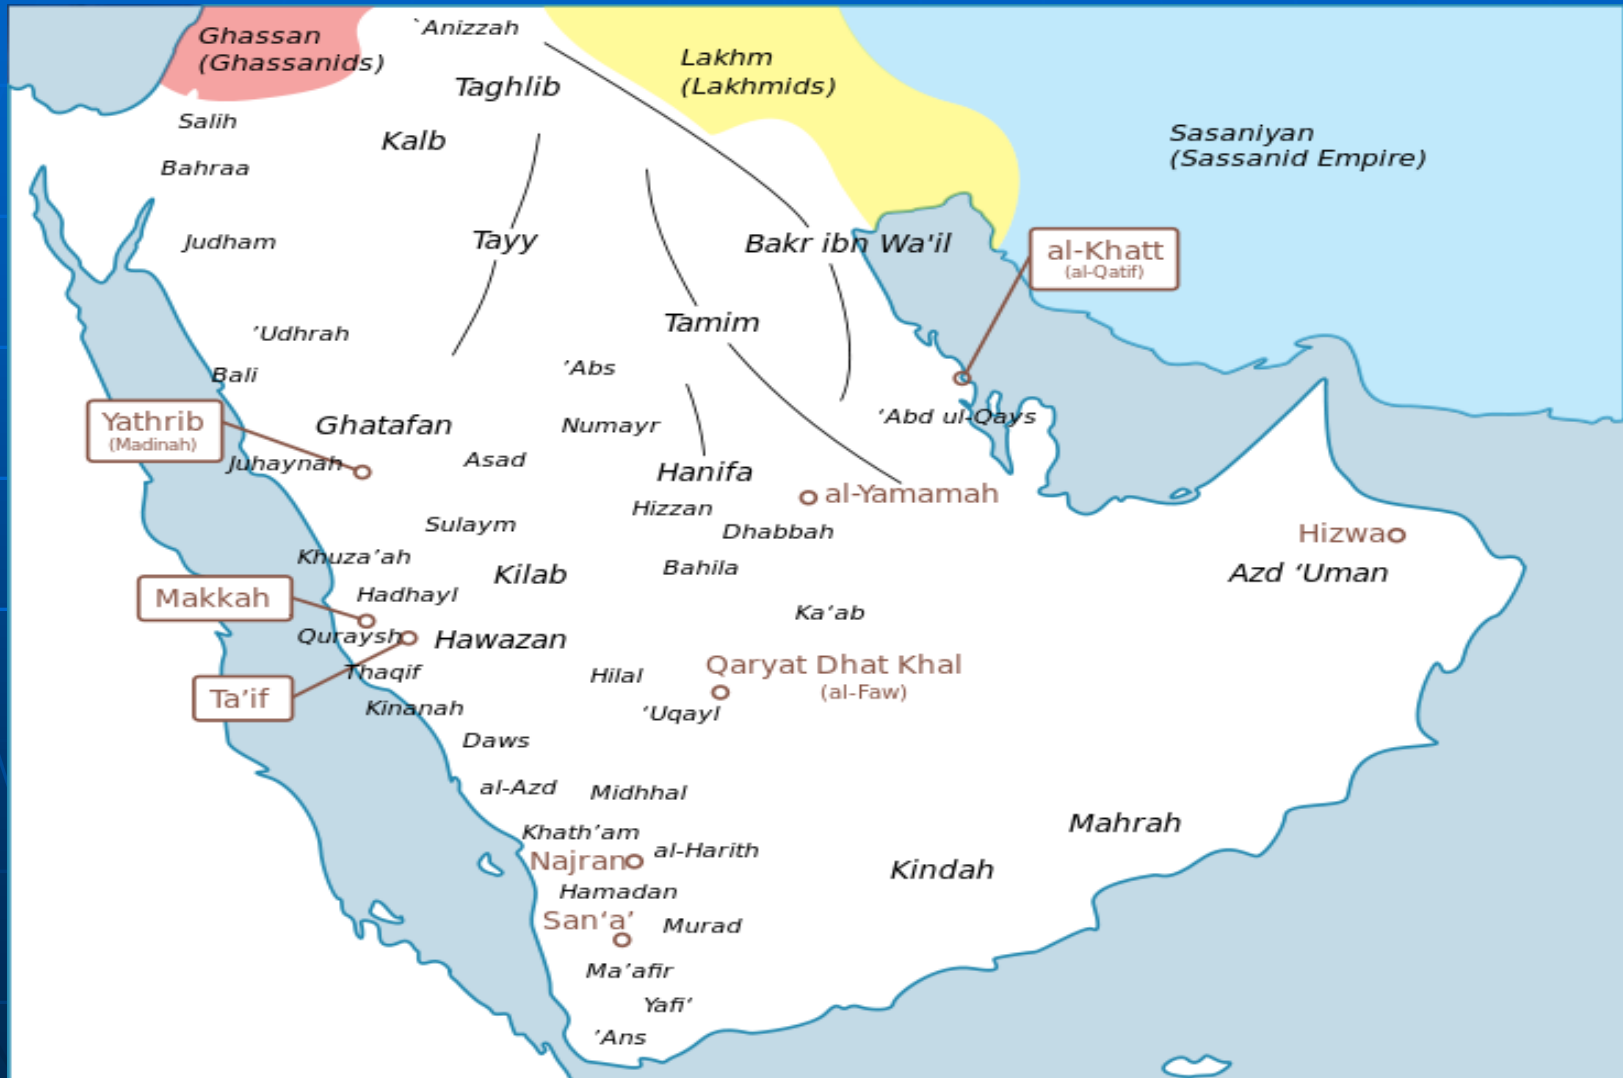 `Anizzah
Ghassan
(Ghassanids)
Lakhm
(Lakhmids)
Taghlib
Salih
Kalb
Sasaniyan
(Sassanid Empire)
Bahraa
Judham
Tayy
Bakr ibn Wa'il
al-Khatt
(al-Qatif)
Tamim
’Udhrah
’Abs
Bali
Yathrib
(Madinah)
Ghatafan
Numayr
‘Abd ul-Qays
Juhaynah
Asad
Hanifa
al-Yamamah
Hizzan
Sulaym
Dhabbah
Hizwa
Khuza’ah
Kilab
Bahila
Azd ‘Uman
Makkah
Hadhayl
Ka’ab
Quraysh
Hawazan
Thaqif
Hilal
Qaryat Dhat Khal
(al-Faw)
Ta’if
Kinanah
‘Uqayl
Daws
al-Azd
Midhhal
Mahrah
Khath’am
Najran
al-Harith
Kindah
Hamadan
San‘a’
Murad
Ma’afir
Yafi‘
’Ans